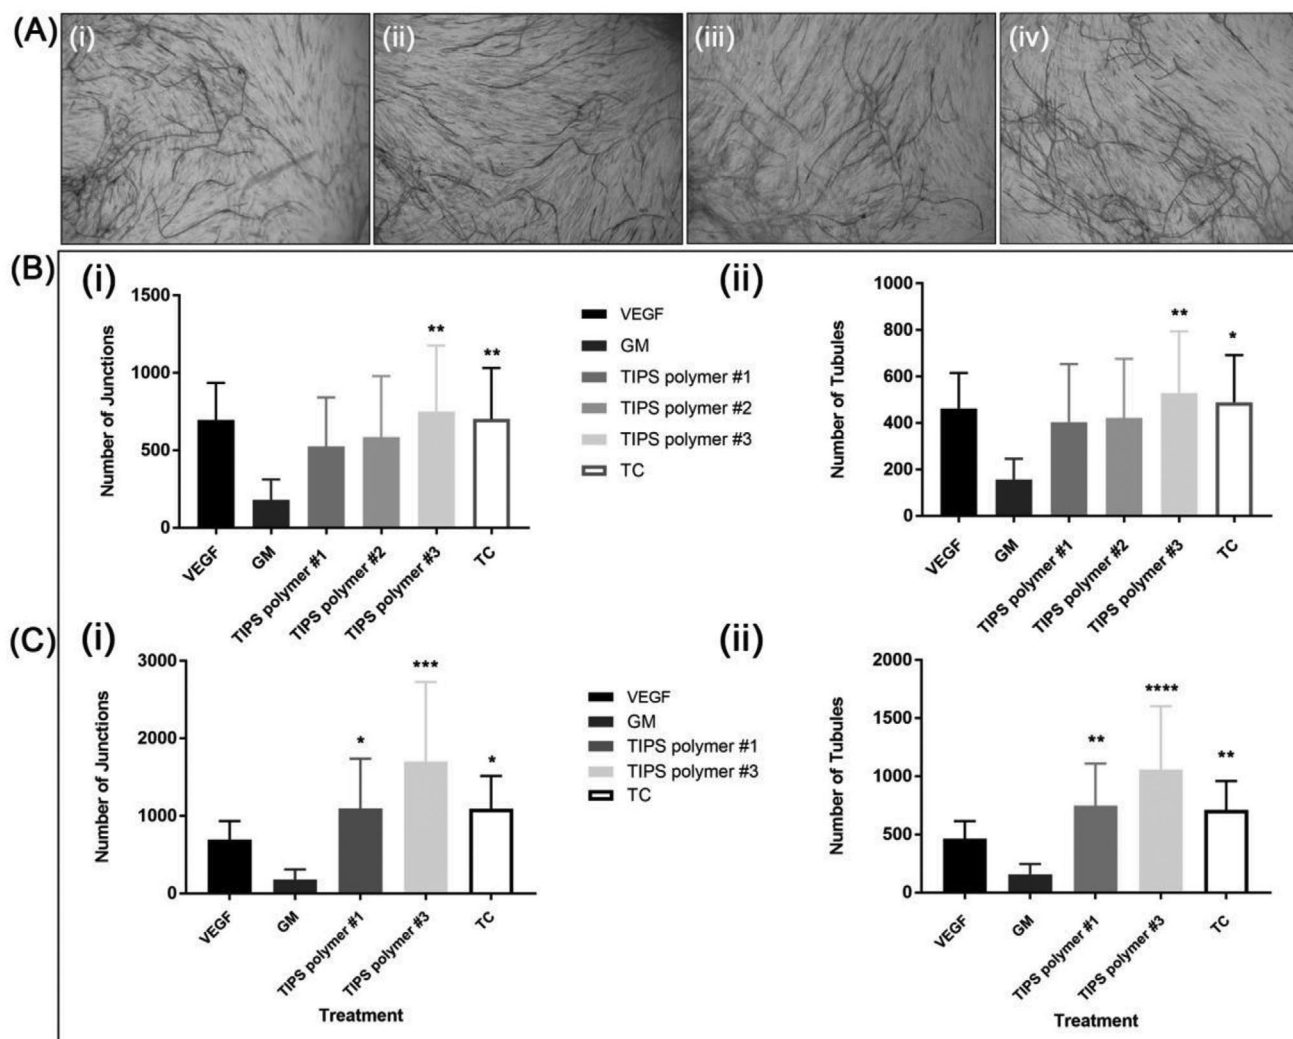 (A)
(i)
(ii)
(iii)
(iv)
(B)
(i)
Number of Junctions
1500
1000
500
0
**
**
VEGF
GM
TIPS polymer #1
TIPS polymer #2
TIPS polymer #3
TC
VEGF
GM
TIPS polymer #1
TIPS polymer #2
TIPS polymer #3
TC
(ii)
Number of Tubules
1000
800
600
400
200
0
**
*
VEGF
GM
TIPS polymer #1
TIPS polymer #2
TIPS polymer #3
TC
(C)
(i)
Number of Junctions
3000
2000
1000
0
*
***
*
VEGF
GM
TIPS polymer #1
TIPS polymer #3
TC
Treatment
VEGF
GM
TIPS polymer #1
TIPS polymer #3
TC
(ii)
Number of Tubules
2000
1500
1000
500
0
**
****
**
VEGF
GM
TIPS polymer #1
TIPS polymer #3
TC
Treatment